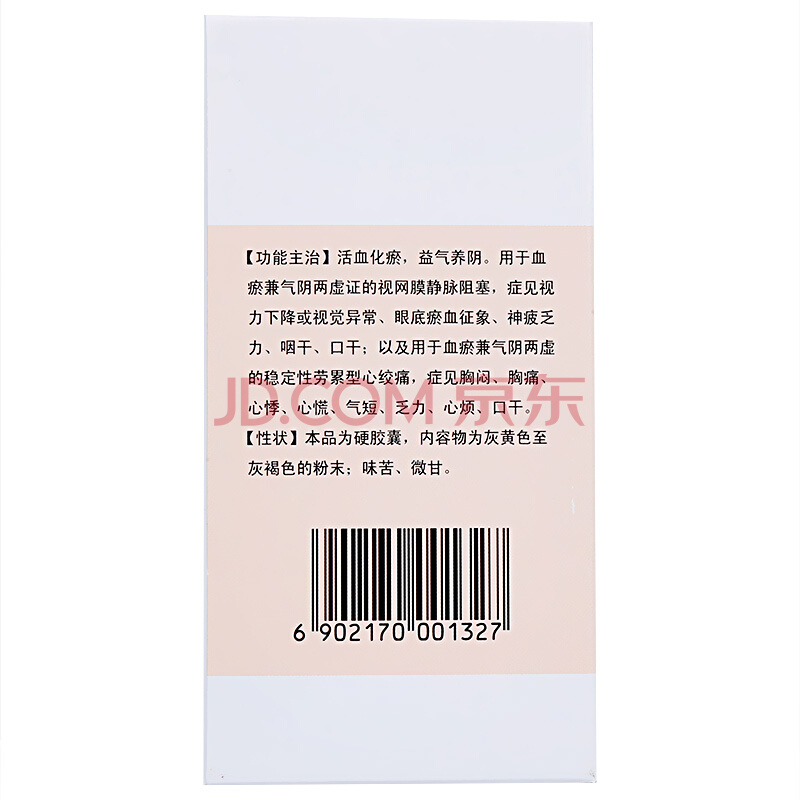 【功能主治】活血化瘀，益气养阴。用于血
瘀兼气阴两虚证的视网膜静脉阻塞，症见视
力下降或视觉异常、眼底瘀血征象、神疲乏
力、咽干、口干；以及用于血瘀兼气阴两虚
的稳定性劳累型心绞痛，症见胸闷、胸痛、
心悸、心慌、气短、乏力、心烦、口干。
JD.COM 京东
【性状】本品为硬胶囊，内容物为灰黄色至
灰褐色的粉末；味苦、微甘。
6 902170 001327